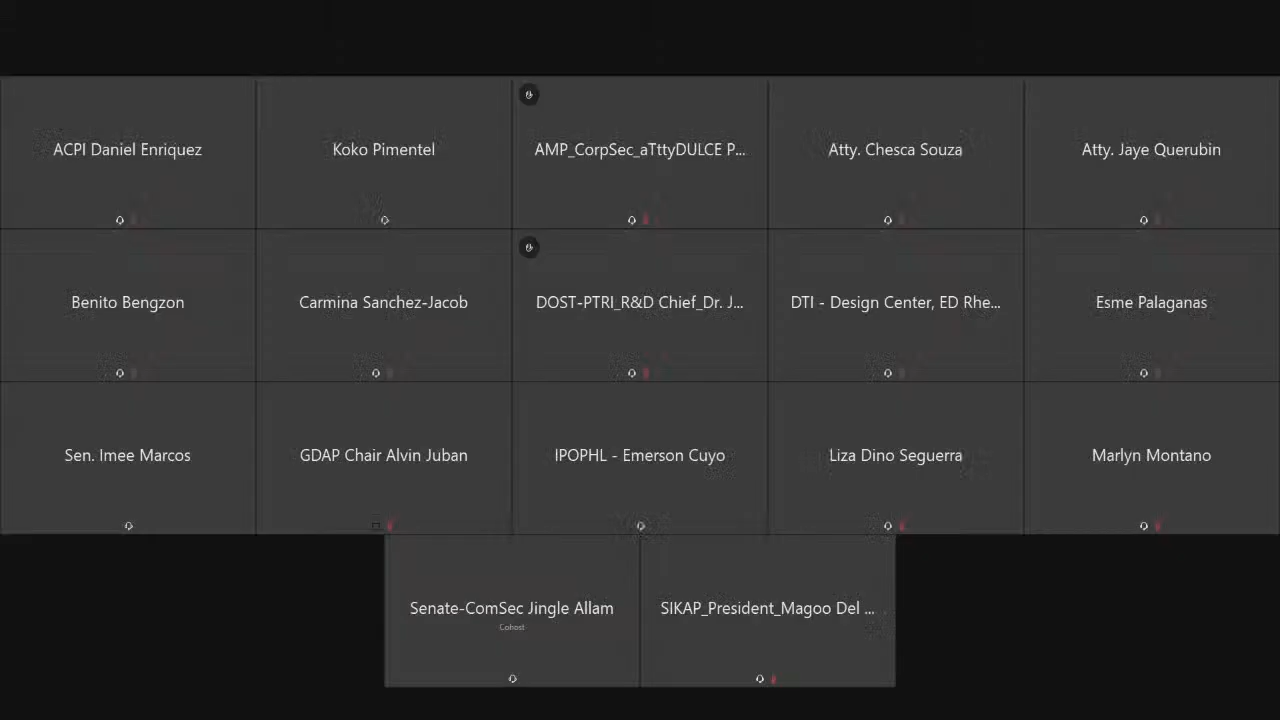 ACPI Daniel Enriquez
Koko Pimentel
AMP_CorpSec_aTttyDULCE P...
Atty. Chesca Souza
Atty. Jaye Querubin
Benito Bengzon
Carmina Sanchez-Jacob
DOST-PTRI_R&D Chief_Dr. J...
DTI - Design Center, ED Rhe...
Esme Palaganas
Sen. Imee Marcos
GDAP Chair Alvin Juban
IPOPHL - Emerson Cuyo
Liza Dino Seguerra
Marlyn Montano
Senate-ComSec Jingle Allam
Cohost
SIKAP_President_Magoo Del ...